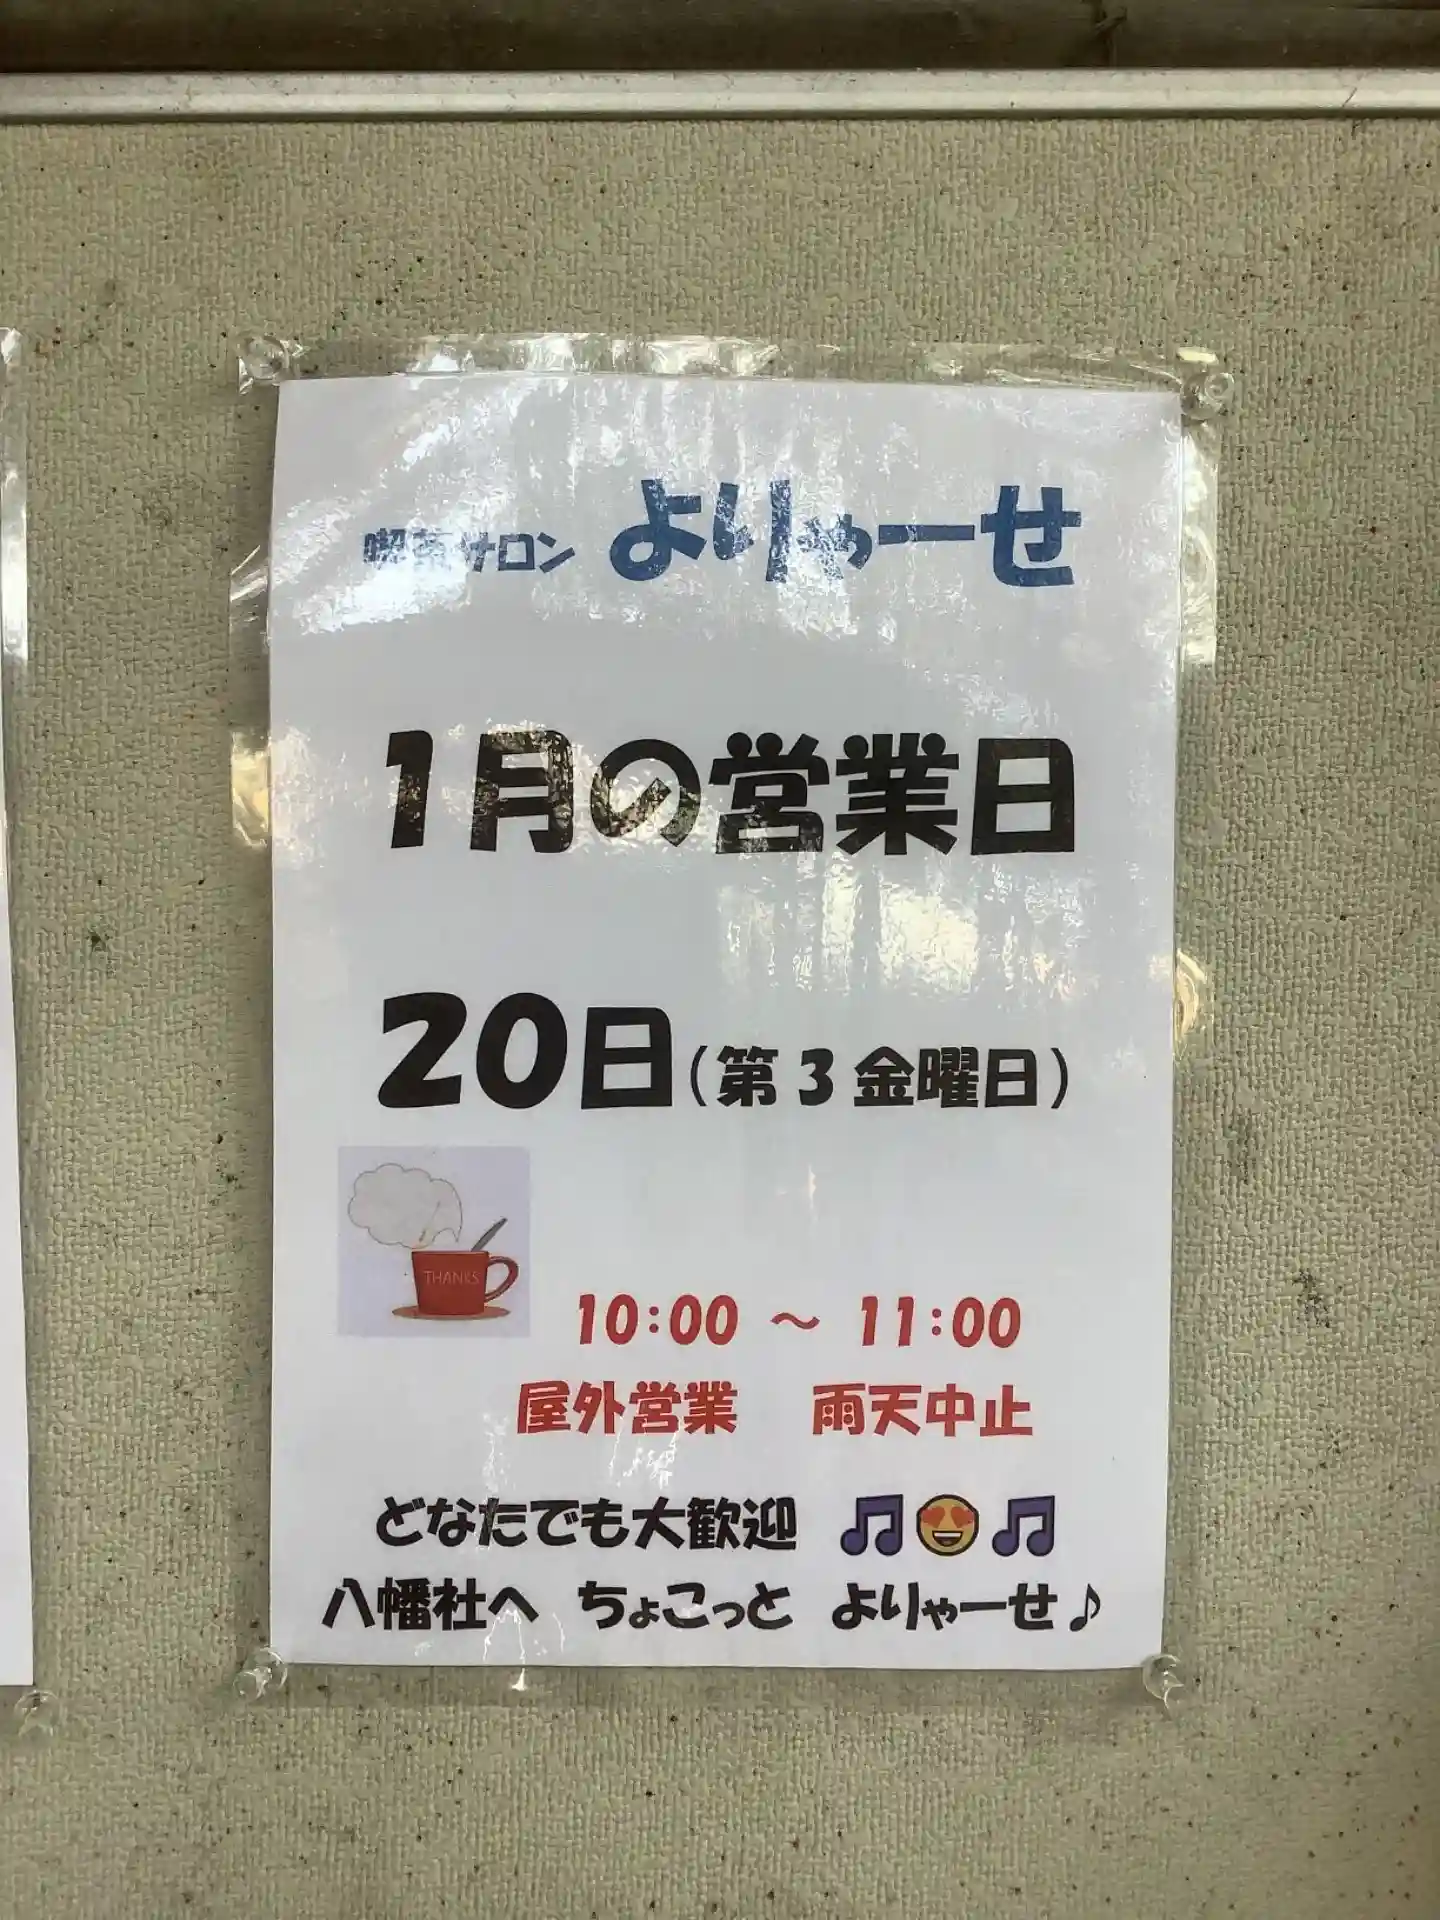 喫茶サロン よりゃーせ
1月の営業日
20日(第3金曜日)
THANKS
10:00 ～ 11:00
屋外営業 雨天中止
どなたでも大歓迎 🎵😍🎵
八幡社へ ちょこっと よりゃーせ♪